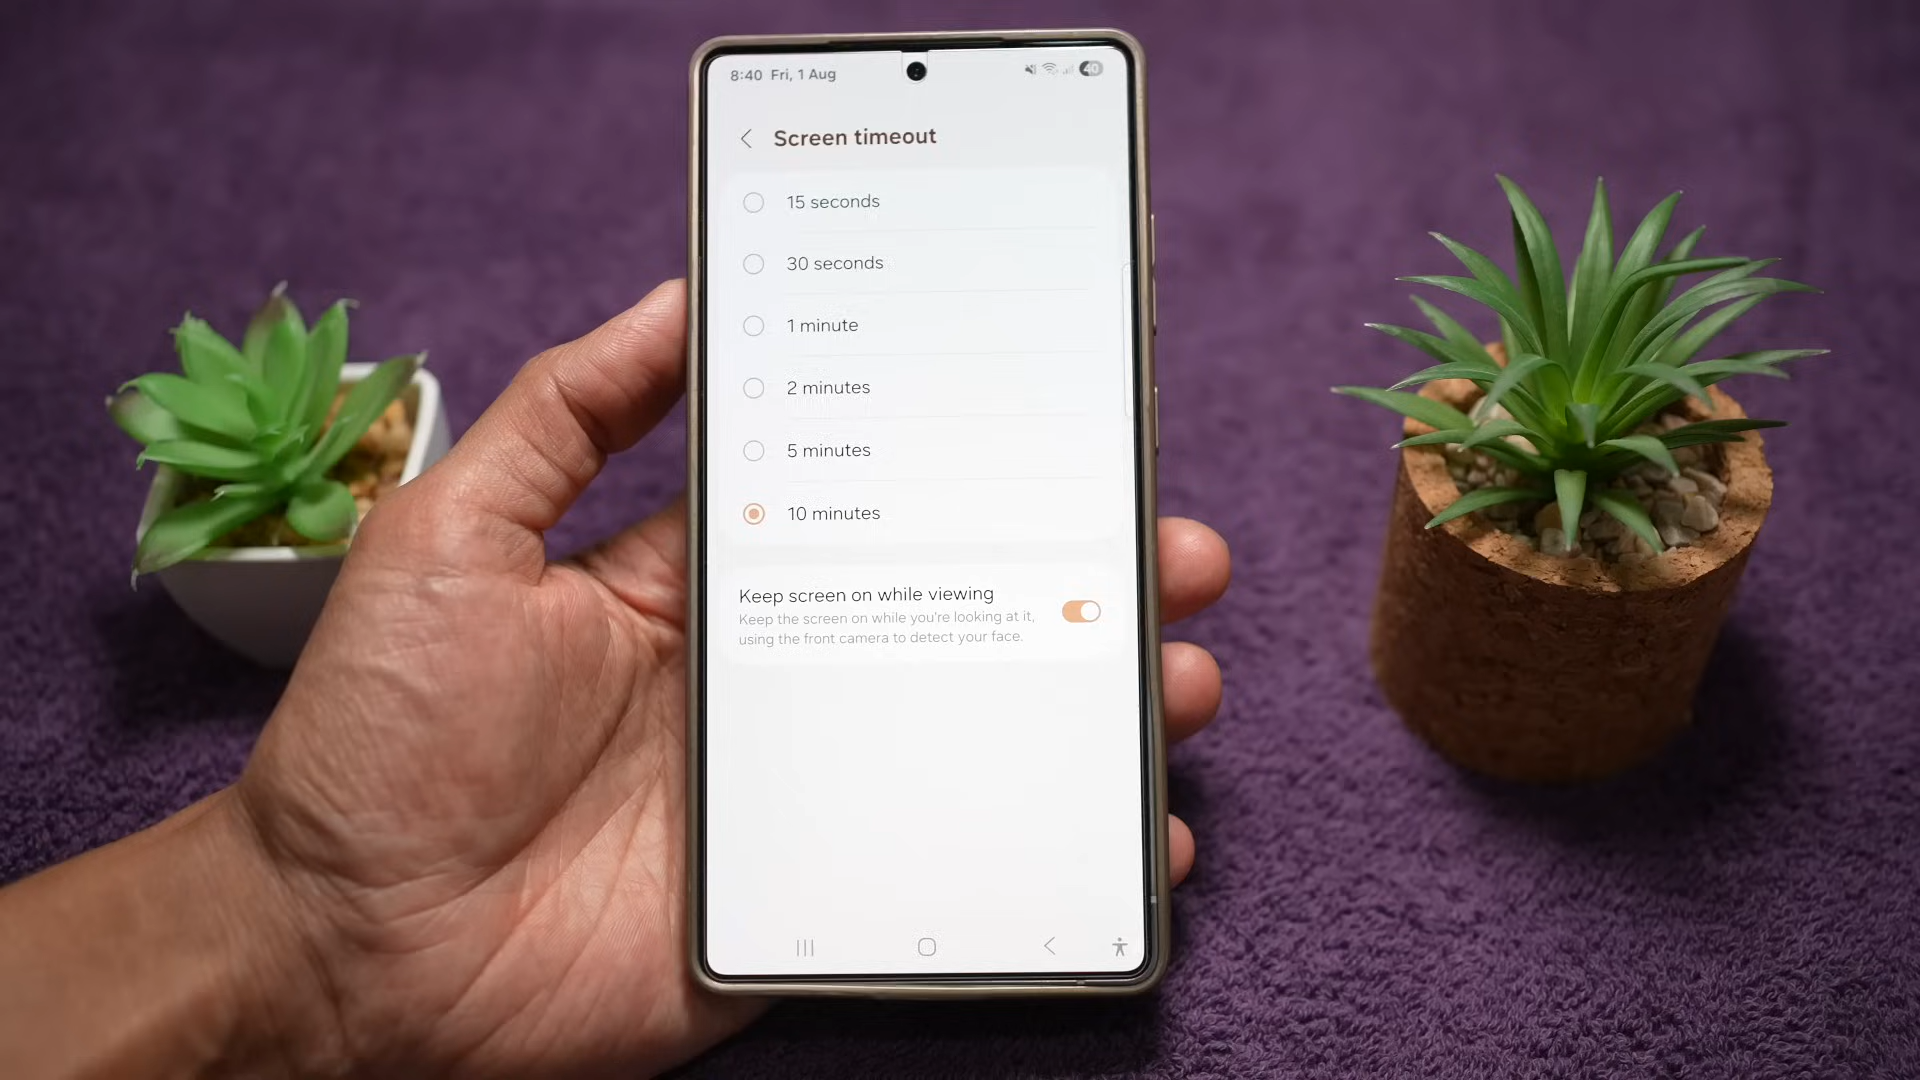 8:40 Fri, 1 Aug
40
Screen timeout
15 seconds
30 seconds
1 minute
2 minutes
5 minutes
10 minutes
Keep screen on while viewing
Keep the screen on while you're looking at it,
using the front camera to detect your face.